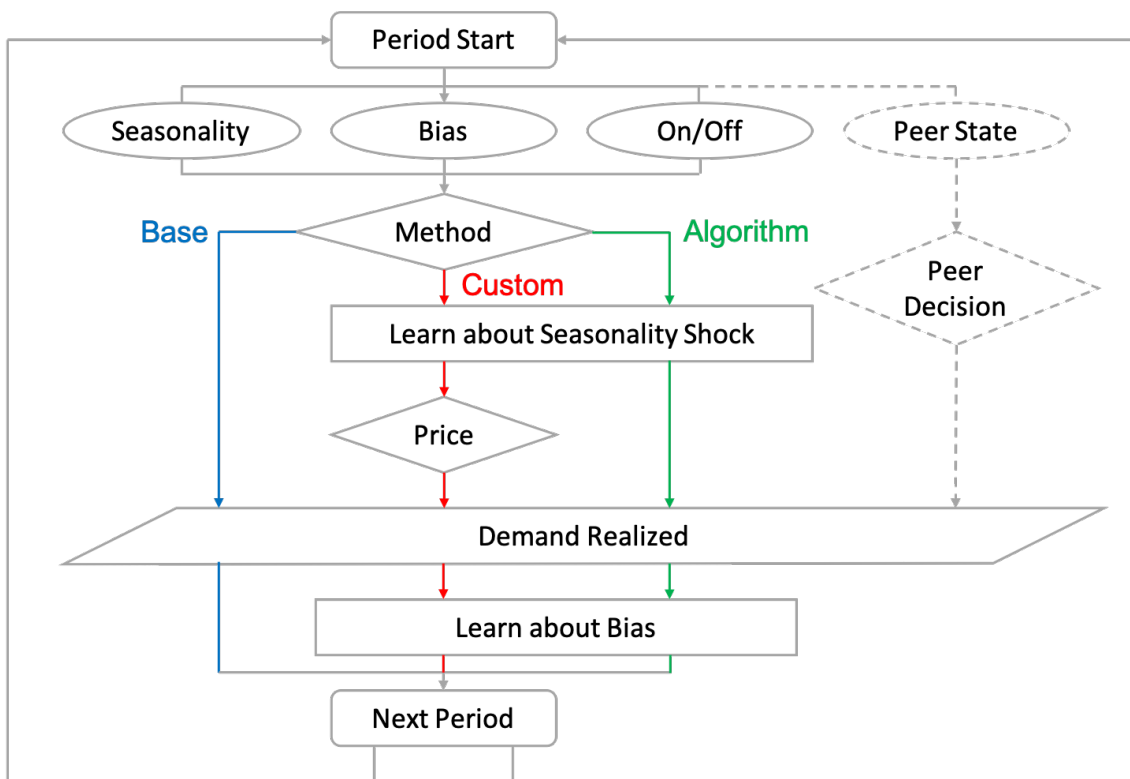 Period Start
Seasonality
Bias
On/Off
Peer State
Base
Method
Algorithm
Custom
Peer
Decision
Learn about Seasonality Shock
Price
Demand Realized
Learn about Bias
Next Period